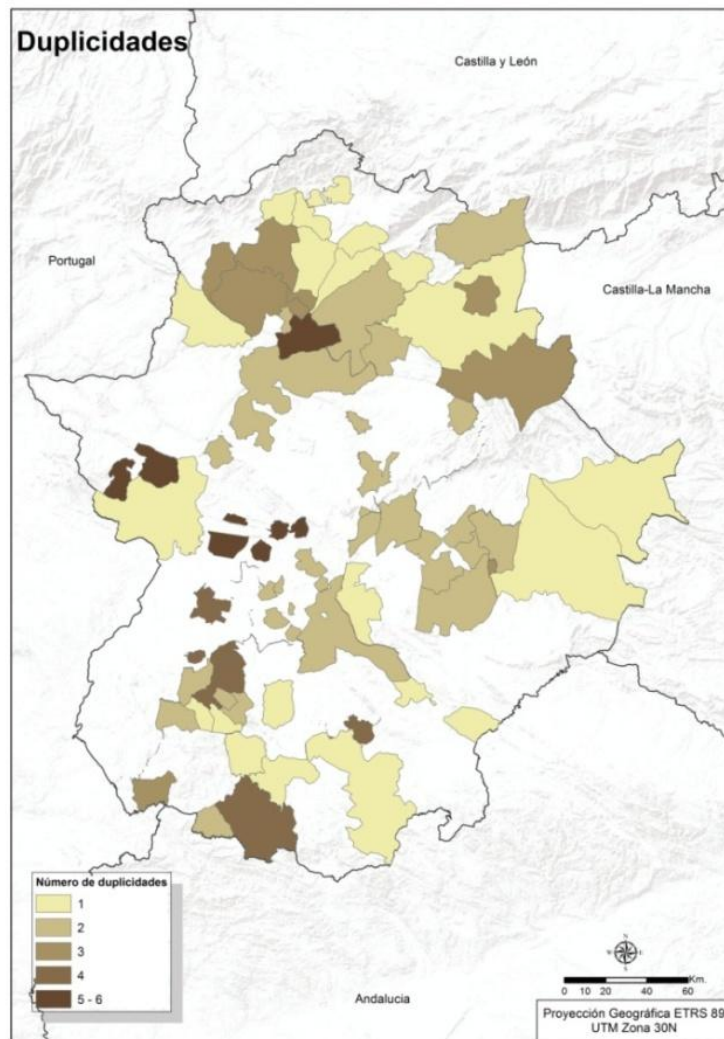 Duplicidades
Castilla y León
Portugal
Castilla-La Mancha
Número de duplicidades
1
2
3
4
5 - 6
Andalucia
N
W E
S
Km.
0 10 20 40 60
Proyección Geográfica ETRS 89
UTM Zona 30N